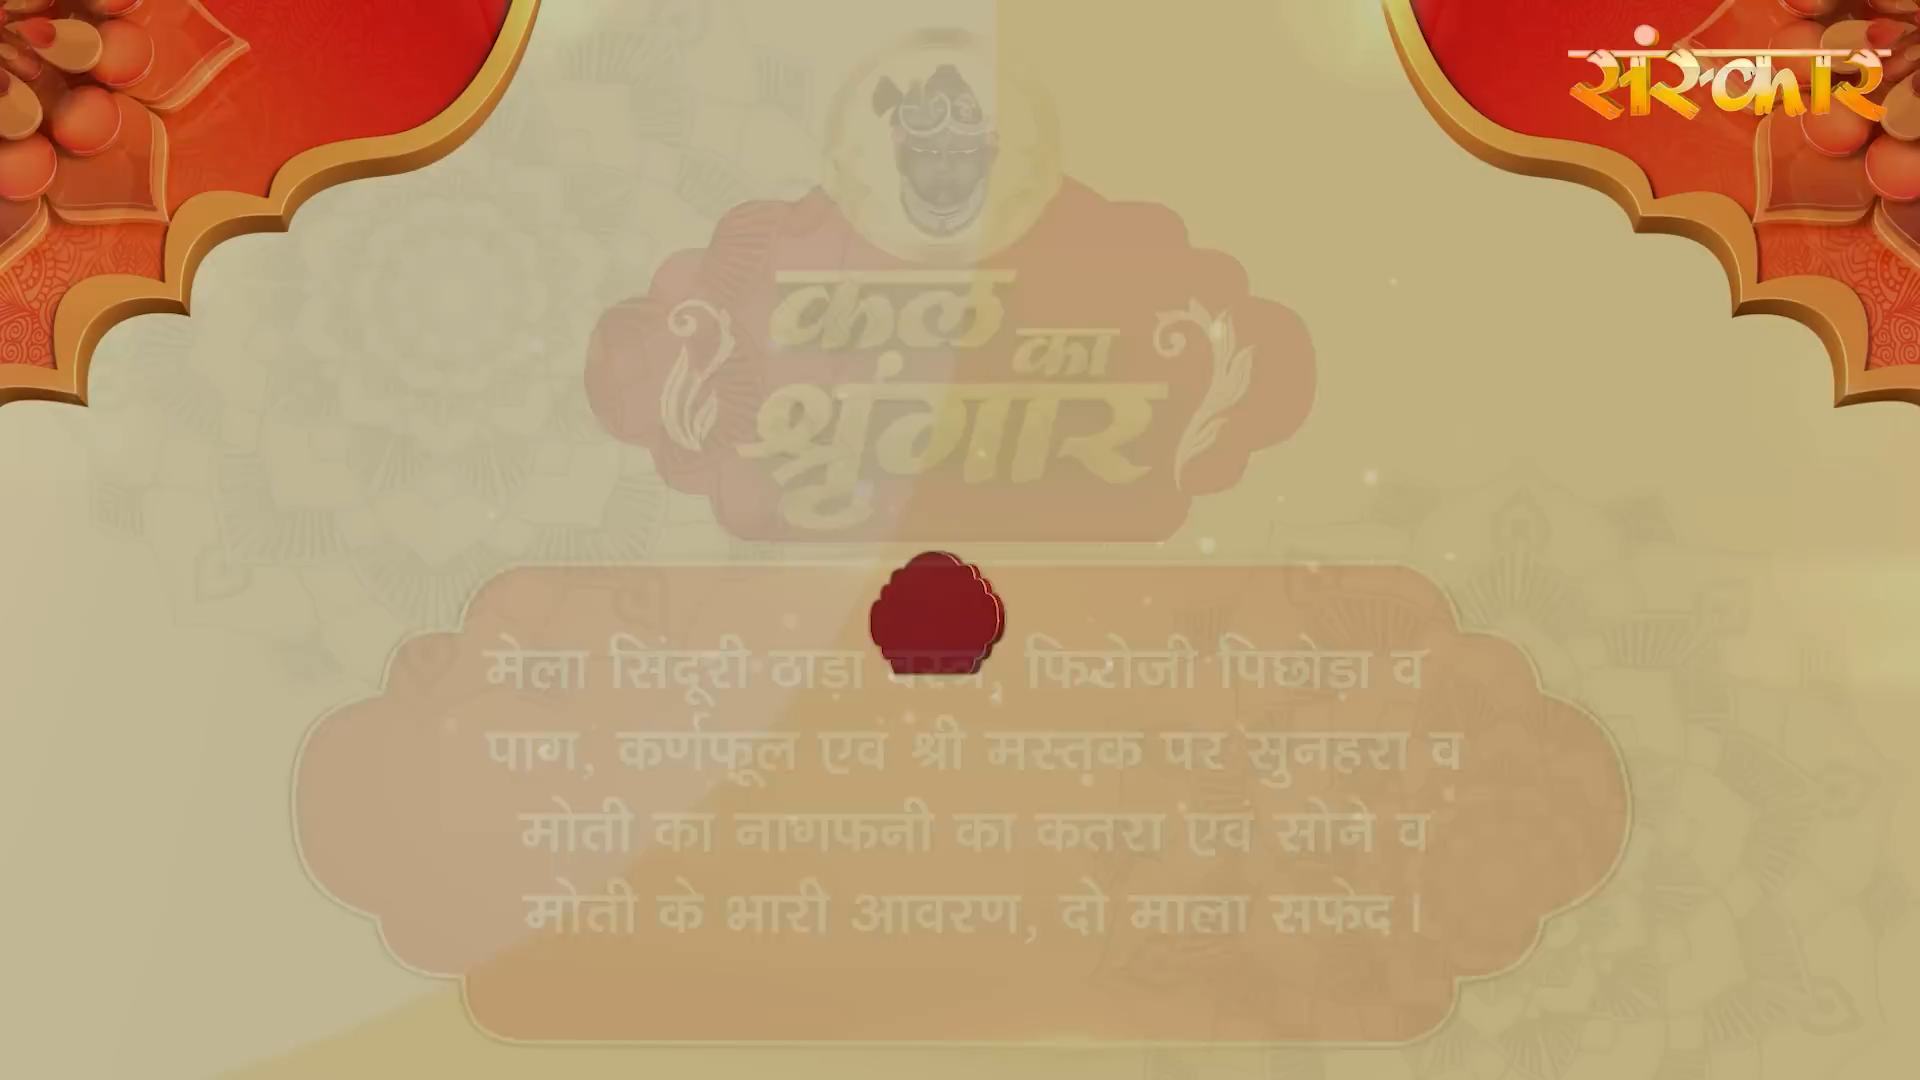 संस्कार
कल का
श्रृंगार
मेला सिंदूरी ठाड़ा वस्त्र, फिरोजी पिछोड़ा व
पाग, कर्णफूल एवं श्री मस्तक पर सुनहरा व
मोती का नागफनी का कतरा एवं सोने व
मोती के भारी आवरण, दो माला सफेद।